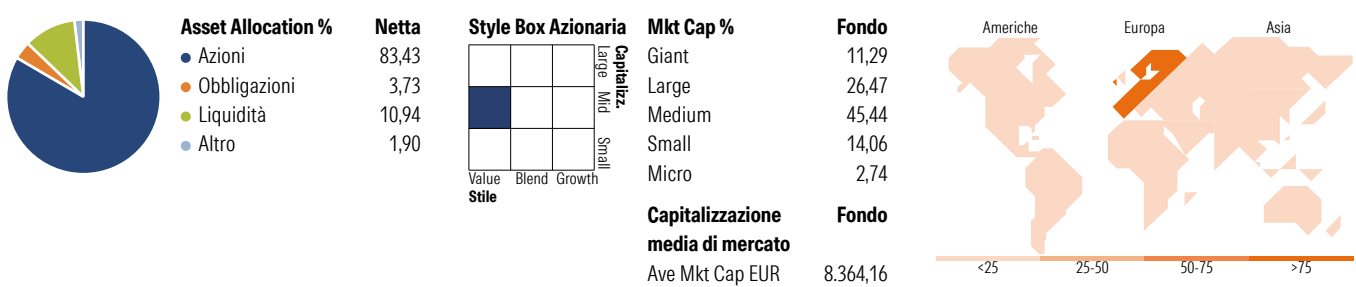 Asset Allocation % Netta
Azioni 83,43
Obbligazioni 3,73
Liquidità 10,94
Altro 1,90
Style Box Azionaria
Capitalizz.
Large
Mid
Small
Value Blend Growth
Stile
Mkt Cap % Fondo
Giant 11,29
Large 26,47
Medium 45,44
Small 14,06
Micro 2,74
Capitalizzazione Fondo
media di mercato
Ave Mkt Cap EUR 8.364,16
Americhe Europa Asia
<25 25-50 50-75 >75